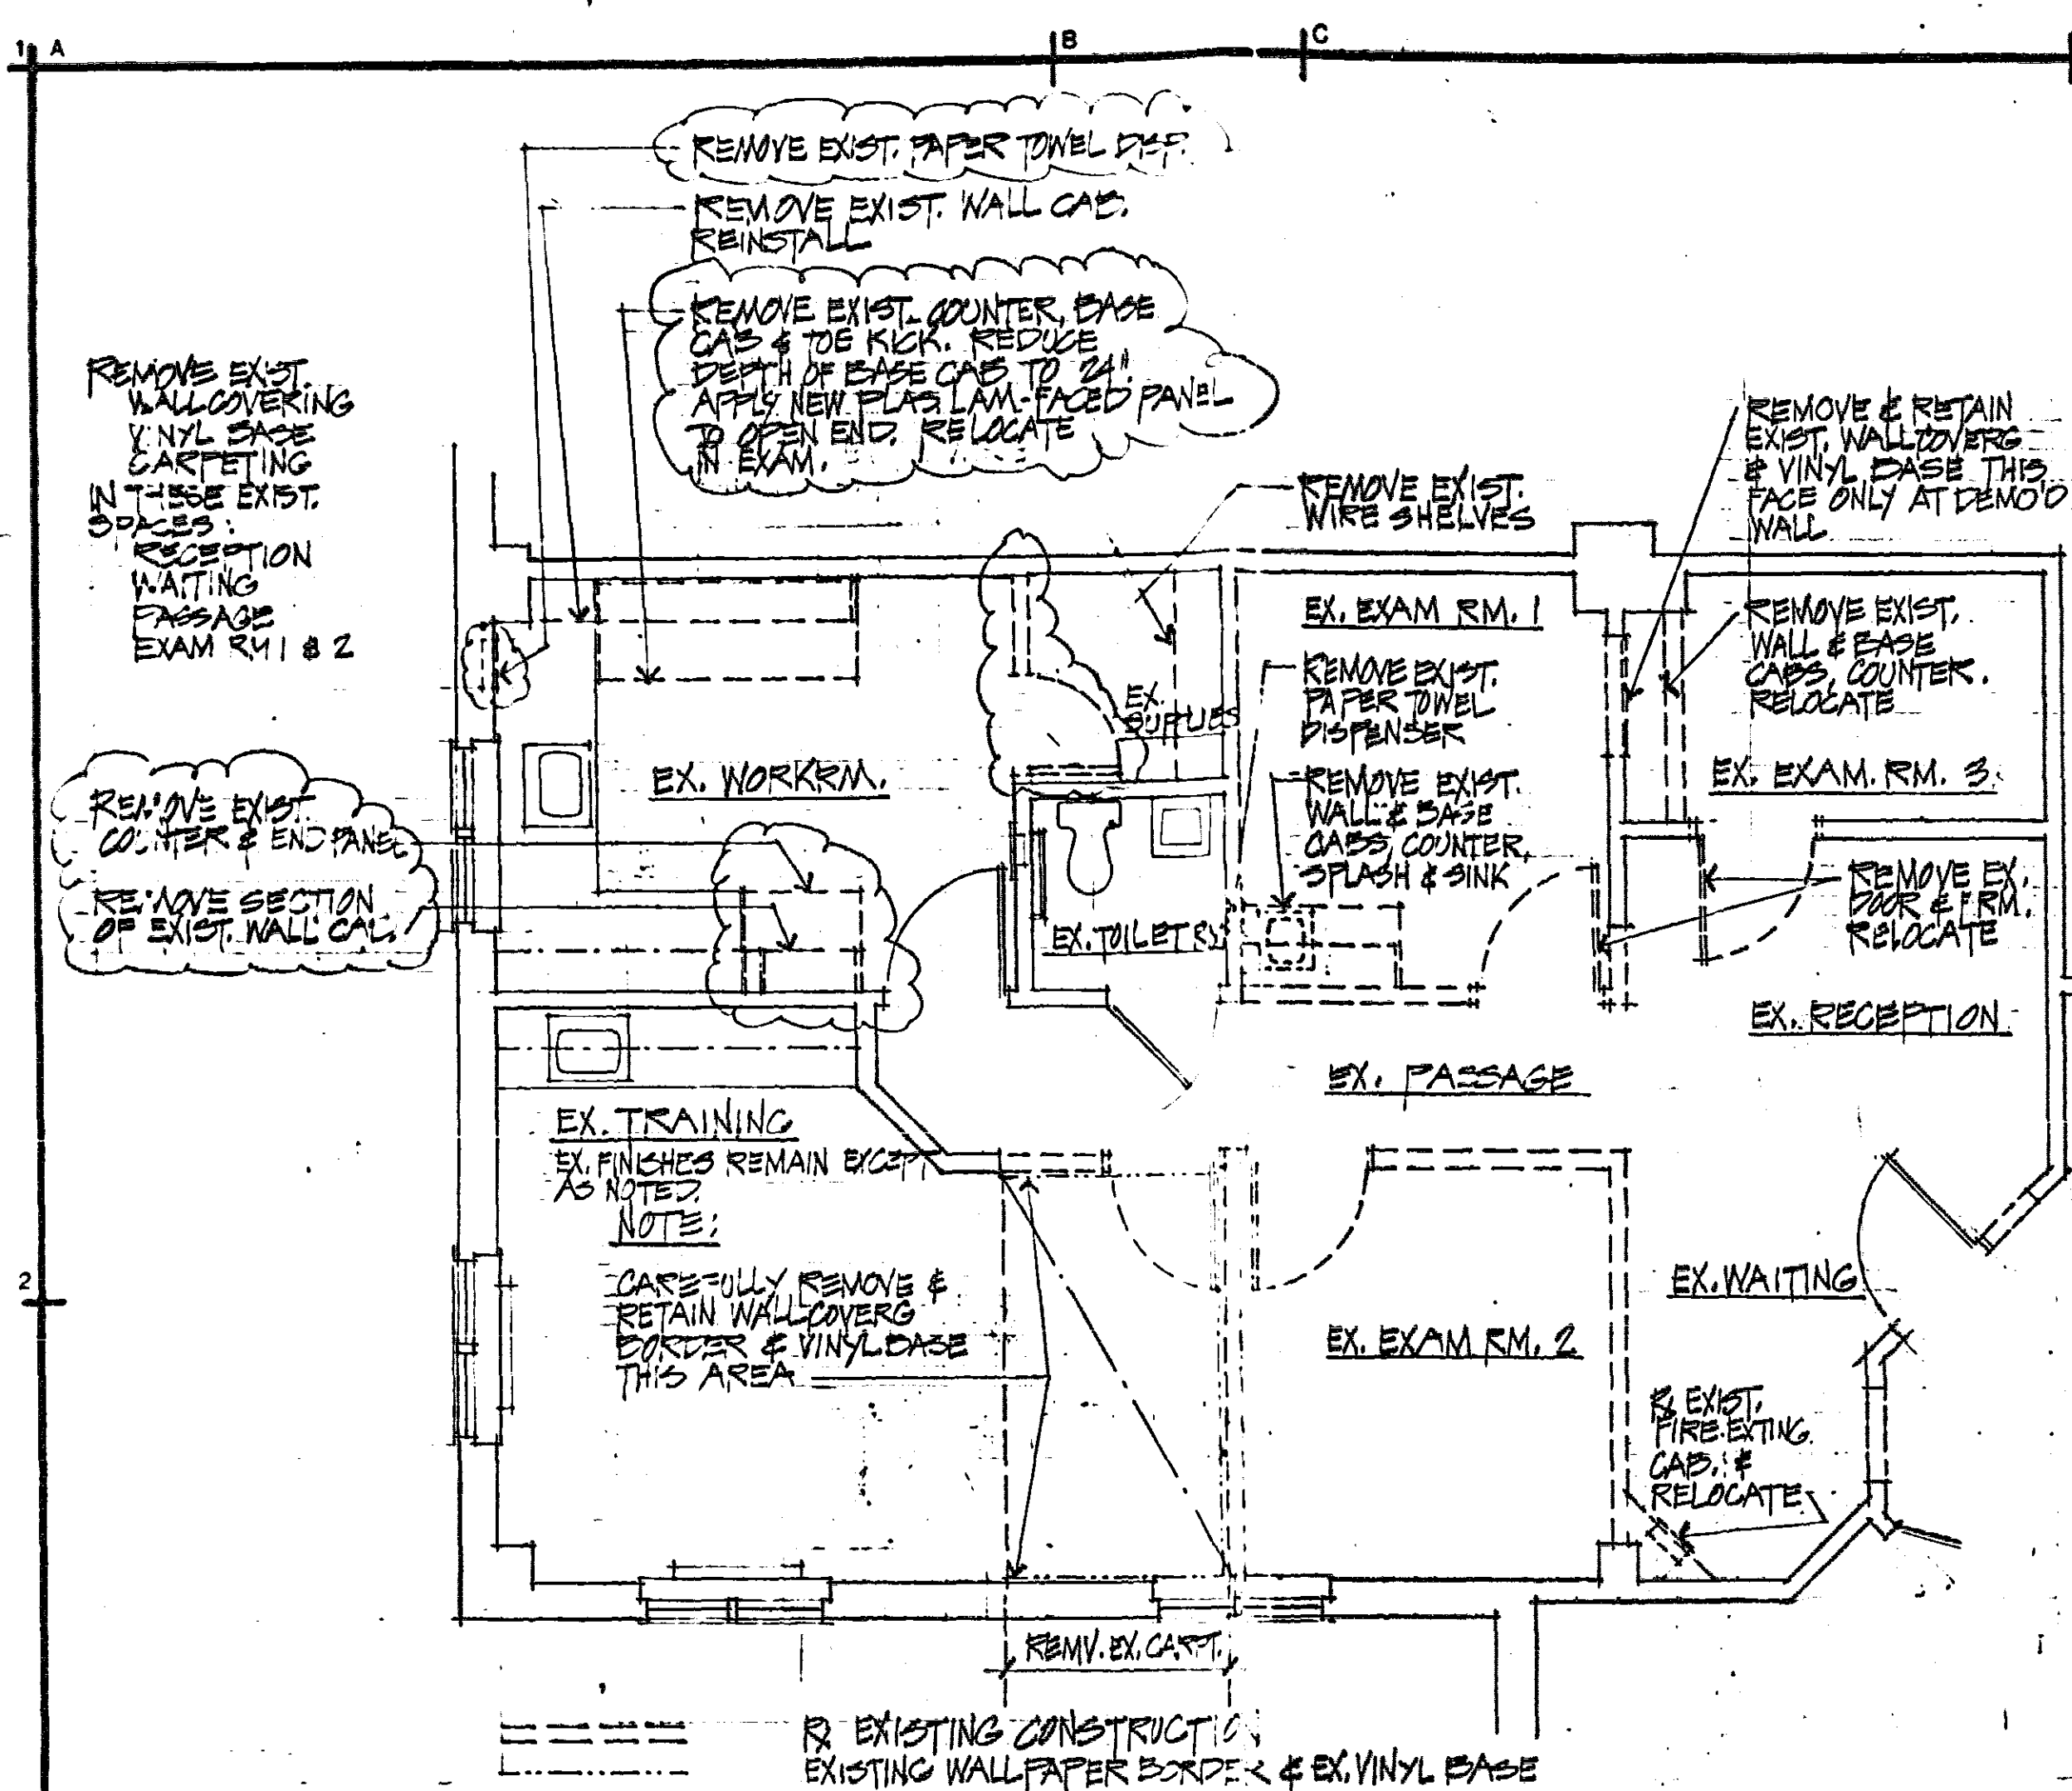 1 A
B
C
REMOVE EXIST. PAPER TOWEL DISP.
REMOVE EXIST. WALL CAB.
REINSTALL
REMOVE EXIST. COUNTER, BASE
CAB & TOE KICK. REDUCE
DEPTH OF BASE CAB TO 24".
APPLY NEW PLAS. LAM-FACED PANEL
TO OPEN END. RELOCATE
IN EXAM.
REMOVE EXIST.
WALLCOVERING
VINYL BASE
CARPETING
IN THESE EXIST.
SPACES:
RECEPTION
WAITING
PASSAGE
EXAM RM 1 & 2
REMOVE EXIST.
WIRE SHELVES
REMOVE & RETAIN
EXIST. WALLCOVERG
& VINYL BASE THIS
FACE ONLY AT DEMO'D
WALL
EX. EXAM RM. 1
REMOVE EXIST.
PAPER TOWEL
DISPENSER
REMOVE EXIST.
WALL & BASE
CABS, COUNTER.
RELOCATE
EX.
SUPPLIES
EX. WORKRM.
REMOVE EXIST.
WALL & BASE
CABS, COUNTER,
SPLASH & SINK
EX. EXAM. RM. 3
REMOVE EXIST.
COUNTER & END PANEL
REMOVE SECTION
OF EXIST. WALL CAB.
EX. TOILET RM
REMOVE EX.
DOOR & FRM.
RELOCATE
EX. RECEPTION
EX. PASSAGE
EX. TRAINING
EX. FINISHES REMAIN EXCEPT
AS NOTED.
NOTE:
CAREFULLY REMOVE &
RETAIN WALLCOVERG
BORDER & VINYL BASE
THIS AREA
2
EX. WAITING
EX. EXAM RM. 2
RX EXIST.
FIRE EXTING.
CAB. &
RELOCATE
REMV. EX. CARPT.
RX EXISTING CONSTRUCTION
EXISTING WALLPAPER BORDER & EX. VINYL BASE